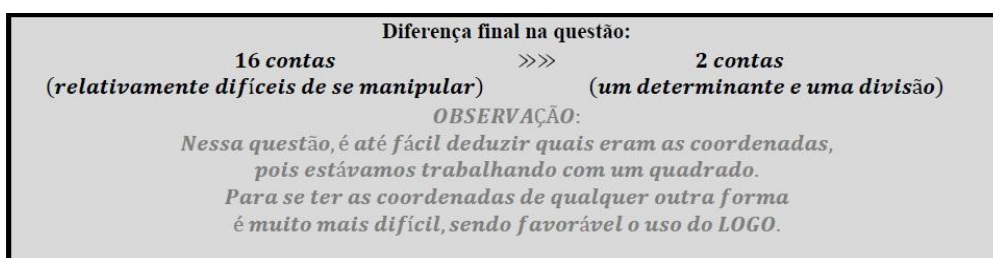 Diferença final na questão:
16 contas ⋙ 2 contas
(relativamente difíceis de se manipular) (um determinante e uma divisão)
OBSERVAÇÃO:
Nessa questão, é até fácil deduzir quais eram as coordenadas,
pois estávamos trabalhando com um quadrado.
Para se ter as coordenadas de qualquer outra forma
é muito mais difícil, sendo favorável o uso do LOGO.